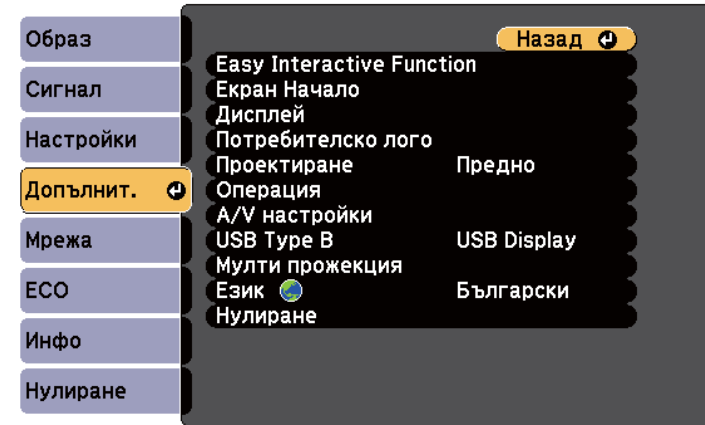 Образ
Сигнал
Настройки
Допълнит.
Мрежа
ECO
Инфо
Нулиране
Назад
Easy Interactive Function
Екран Начало
Дисплей
Потребителско лого
Проектиране Предно
Операция
A/V настройки
USB Type B USB Display
Мулти прожекция
Език Български
Нулиране